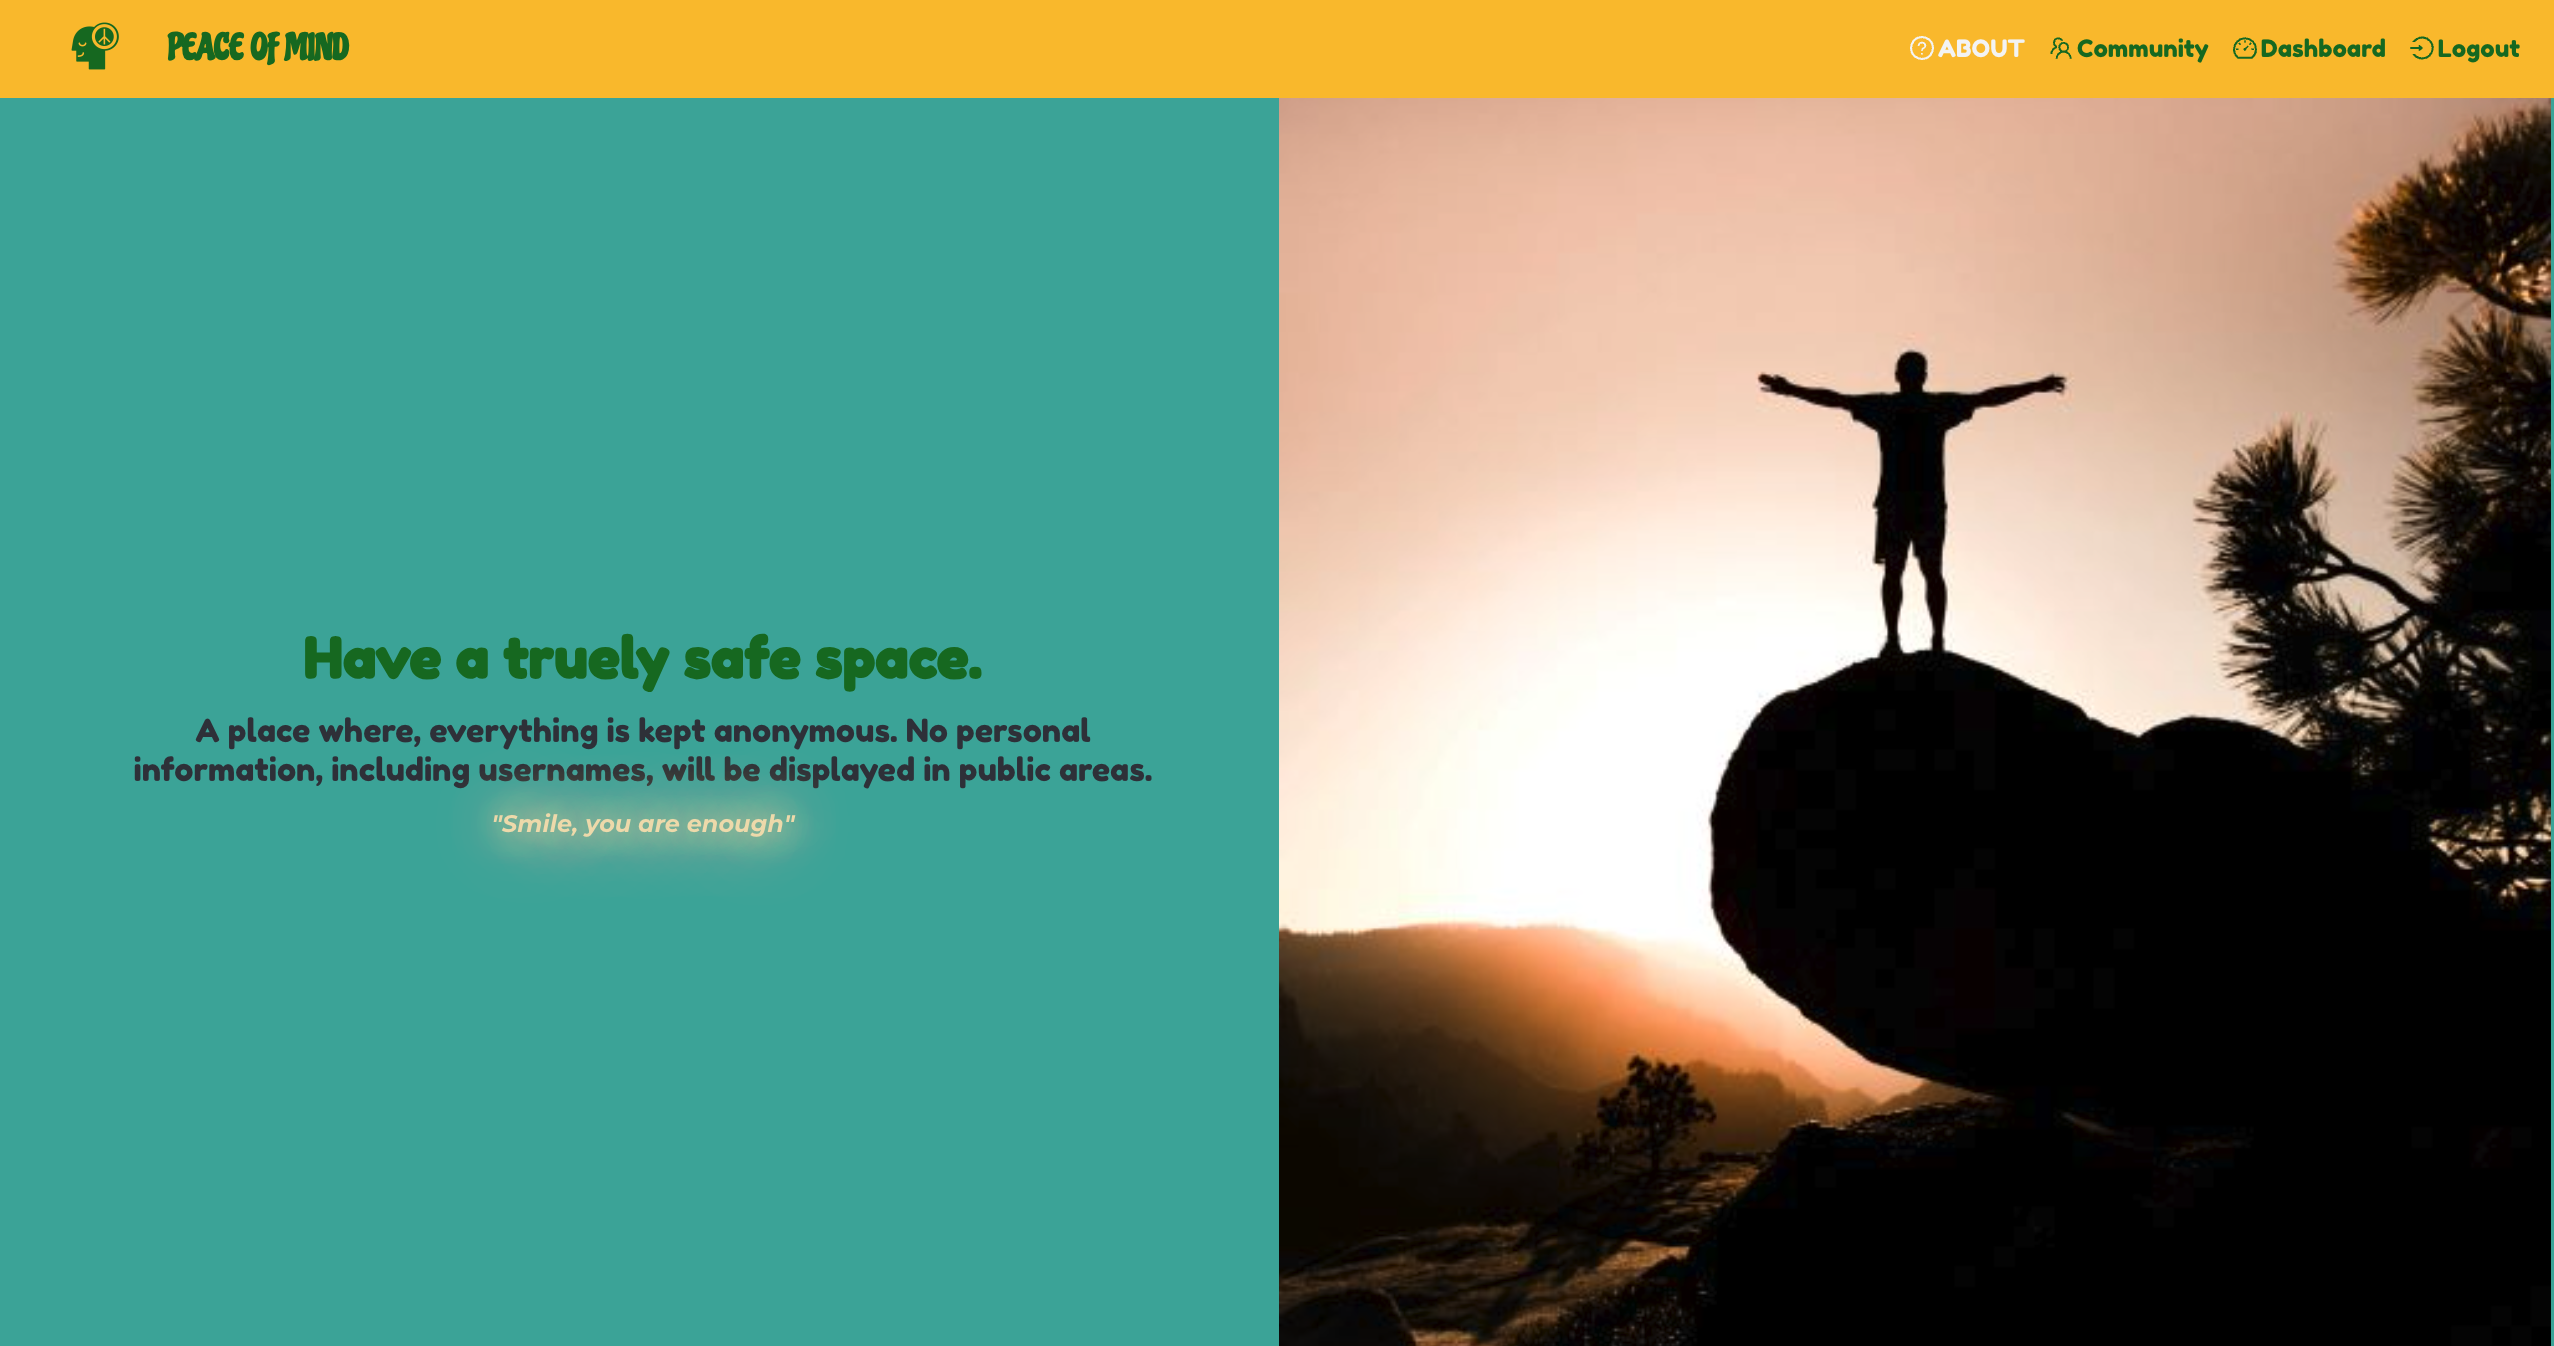 PEACE OF MIND
ABOUT Community Dashboard Logout
Have a truely safe space.
A place where, everything is kept anonymous. No personal
information, including usernames, will be displayed in public areas.
"Smile, you are enough"